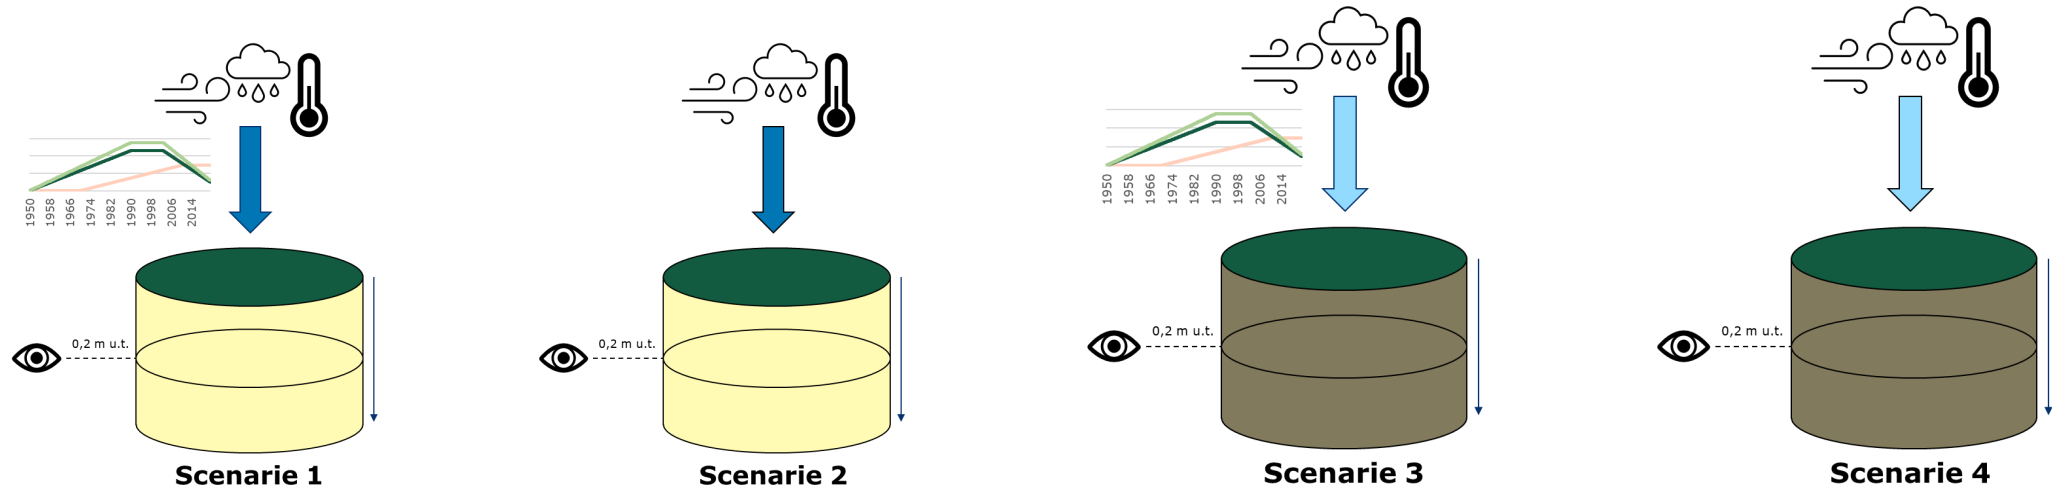 1950 1958 1966 1974 1982 1990 1998 2006 2014
0,2 m u.t.
Scenarie 1
0,2 m u.t.
Scenarie 2
1950 1958 1966 1974 1982 1990 1998 2006 2014
0,2 m u.t.
Scenarie 3
0,2 m u.t.
Scenarie 4